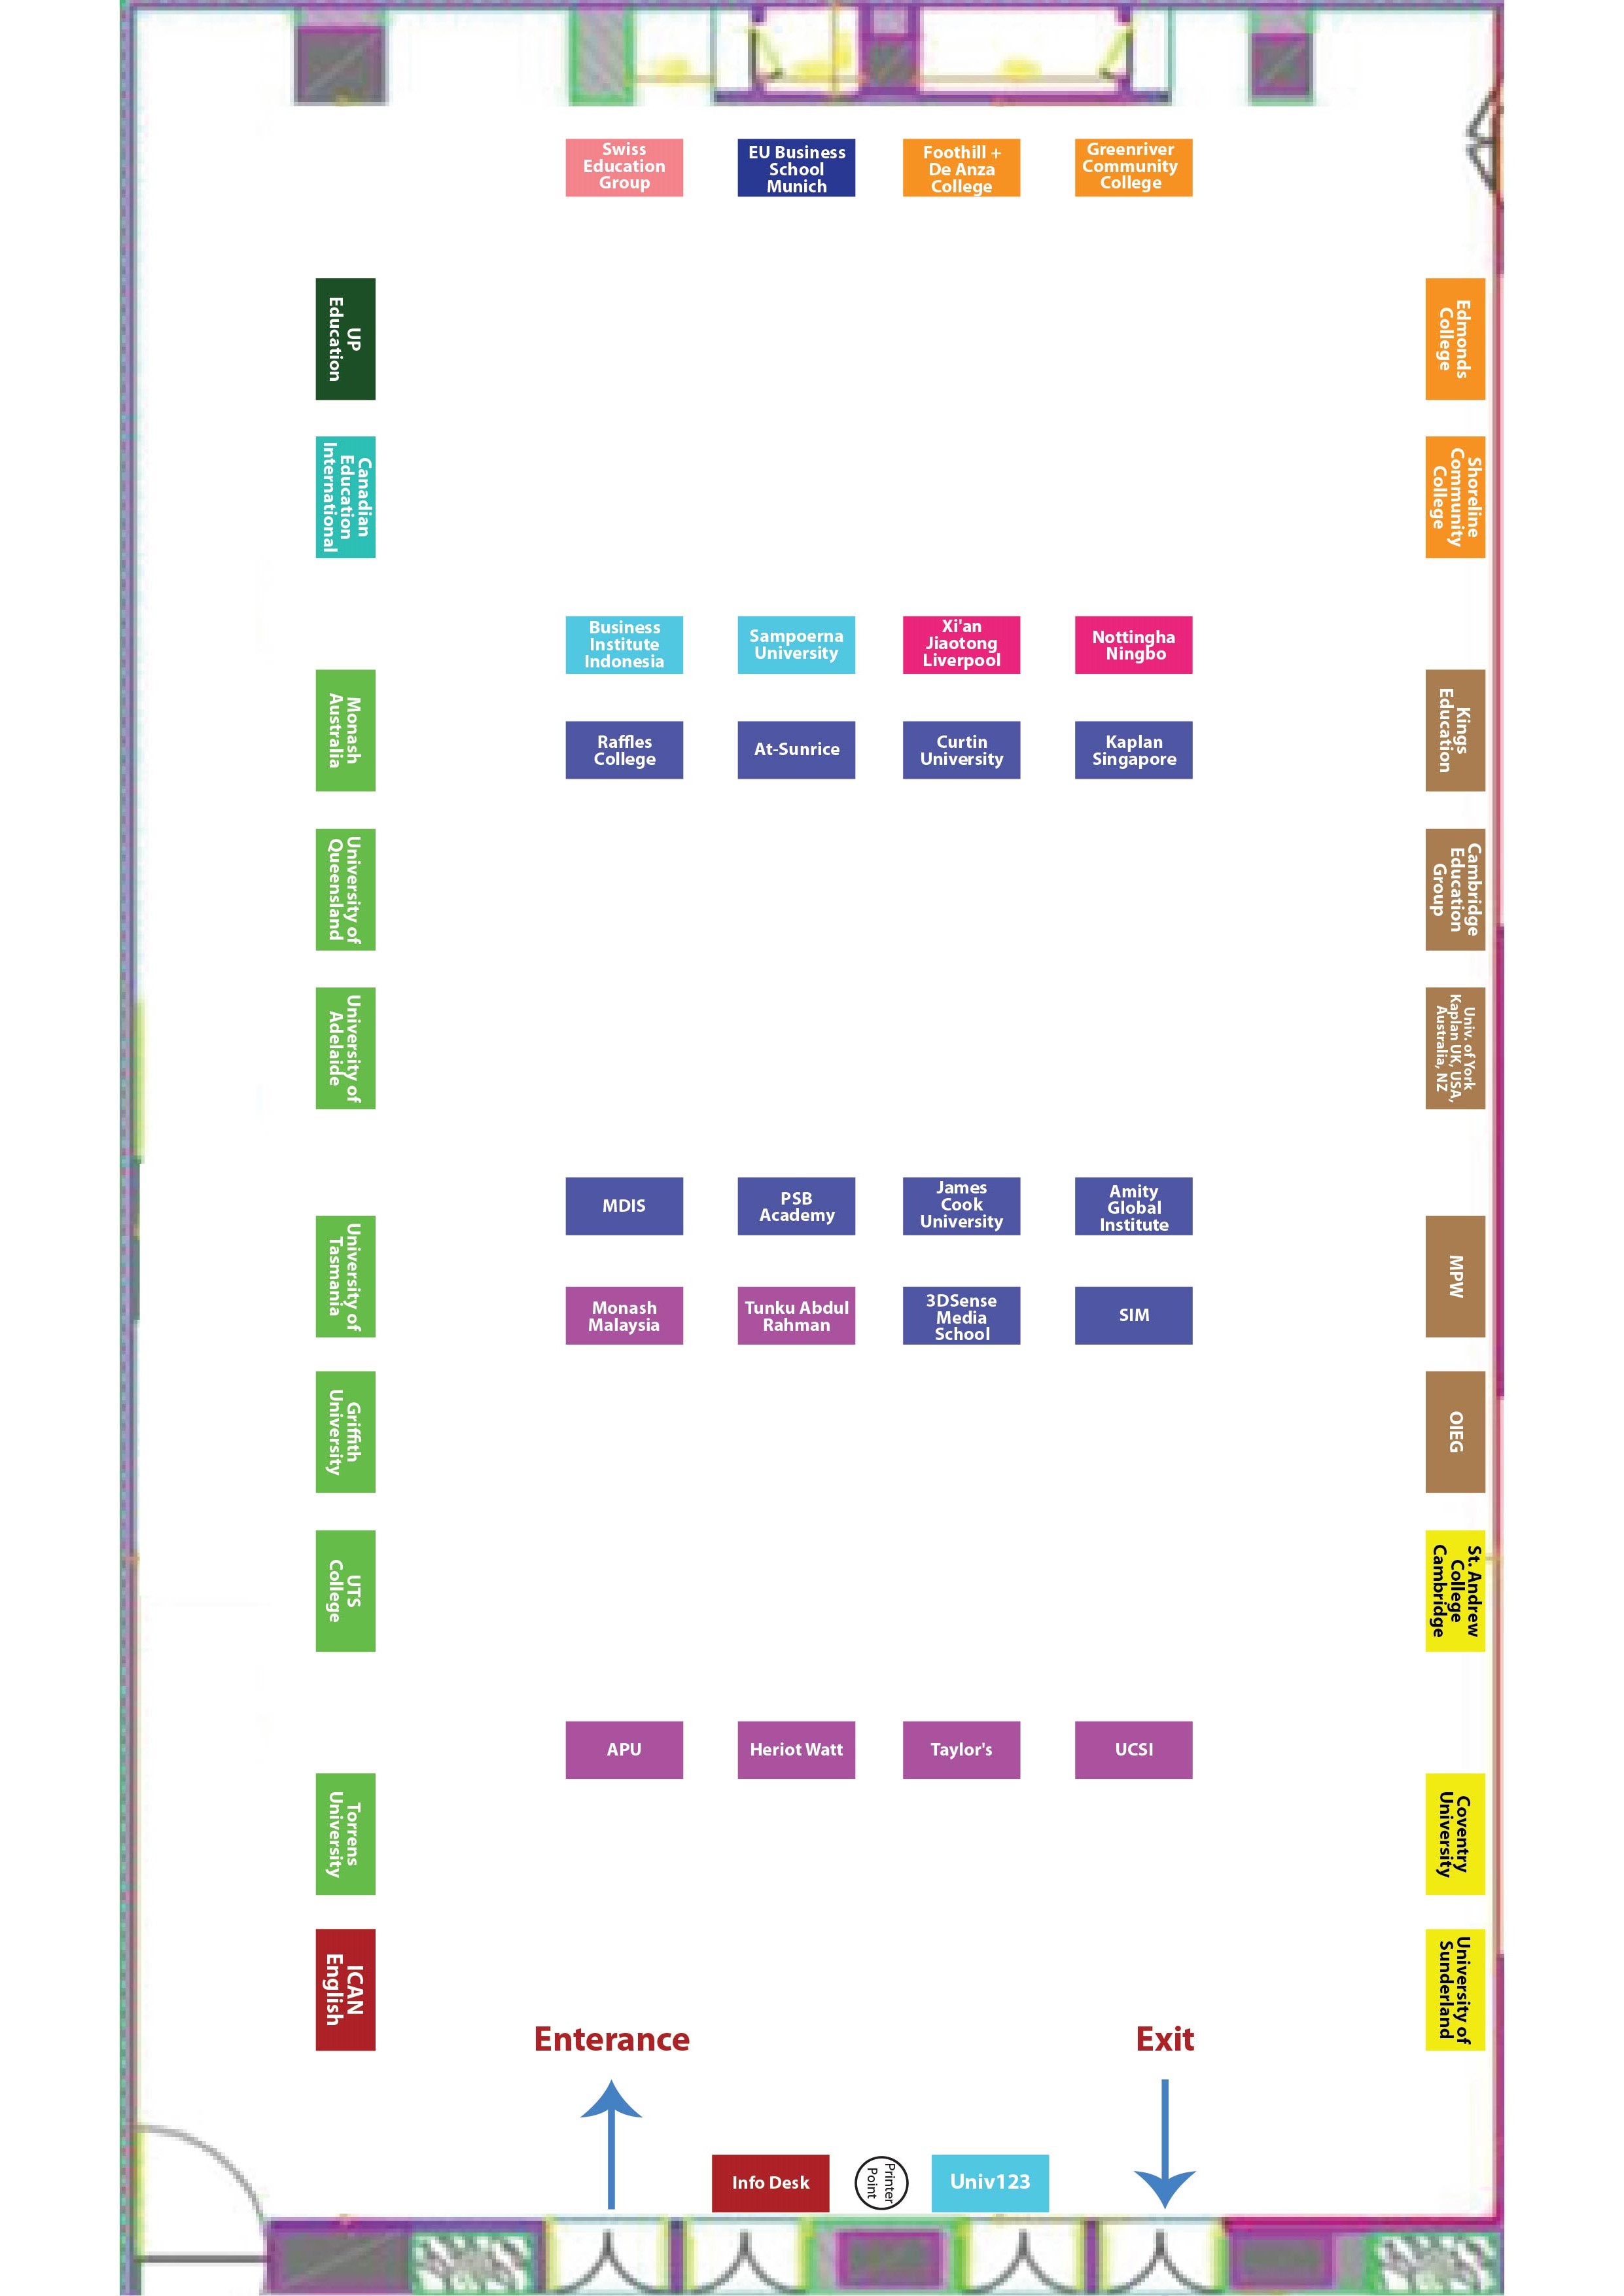 Swiss
Education
Group
EU Business
School
Munich
Foothill +
De Anza
College
Greenriver
Community
College
UP
Education
Edmonds
College
Canadian
Education
International
Shoreline
Community
College
Business
Institute
Indonesia
Sampoerna
University
Xi'an
Jiaotong
Liverpool
Nottingha
Ningbo
Monash
Australia
Kings
Education
Raffles
College
At-Sunrice
Curtin
University
Kaplan
Singapore
University of
Queensland
Cambridge
Education
Group
University of
Adelaide
Univ. of York
Kaplan UK, USA,
Australia, NZ
MDIS
PSB
Academy
James
Cook
University
Amity
Global
Institute
University of
Tasmania
MPW
Monash
Malaysia
Tunku Abdul
Rahman
3DSense
Media
School
SIM
Griffith
University
OIEG
UTS
College
St. Andrew
College
Cambridge
APU
Heriot Watt
Taylor's
UCSI
Torrens
University
Coventry
University
ICAN
English
University of
Sunderland
Enterance
Exit
Info Desk
Printer
Point
Univ123